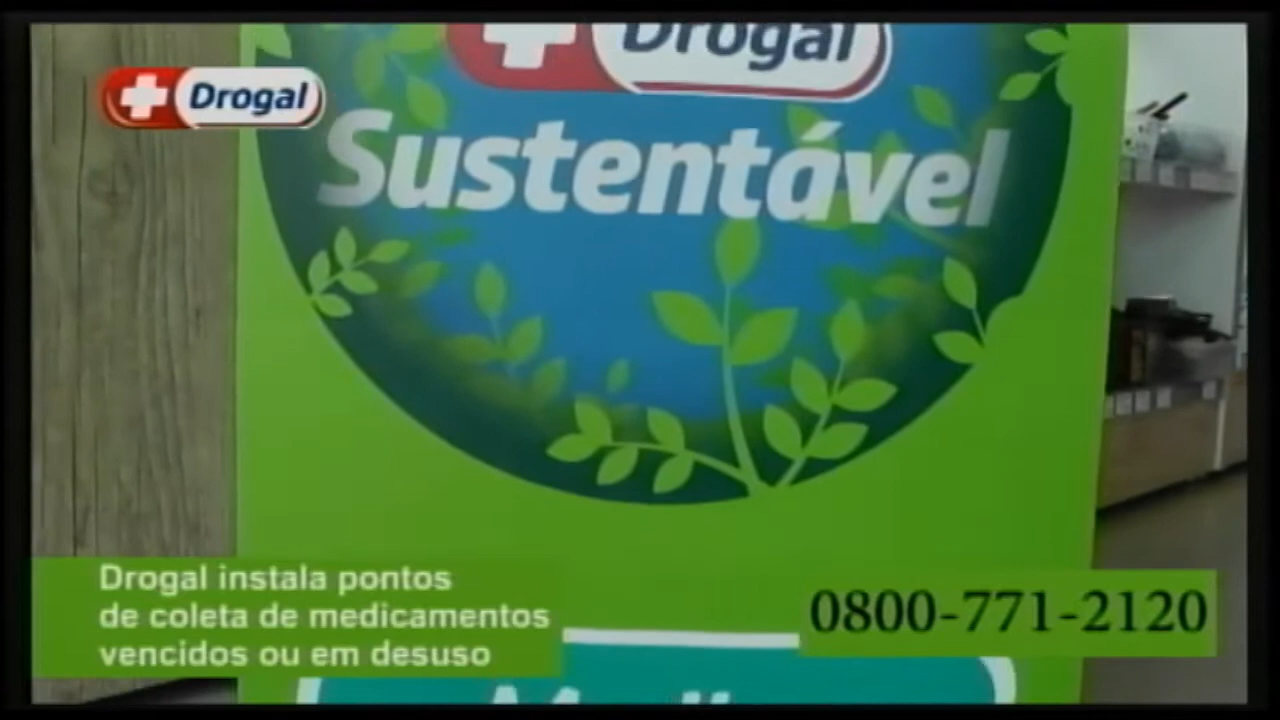 Drogal
Drogal
Sustentável
Drogal instala pontos
de coleta de medicamentos
vencidos ou em desuso
0800-771-2120